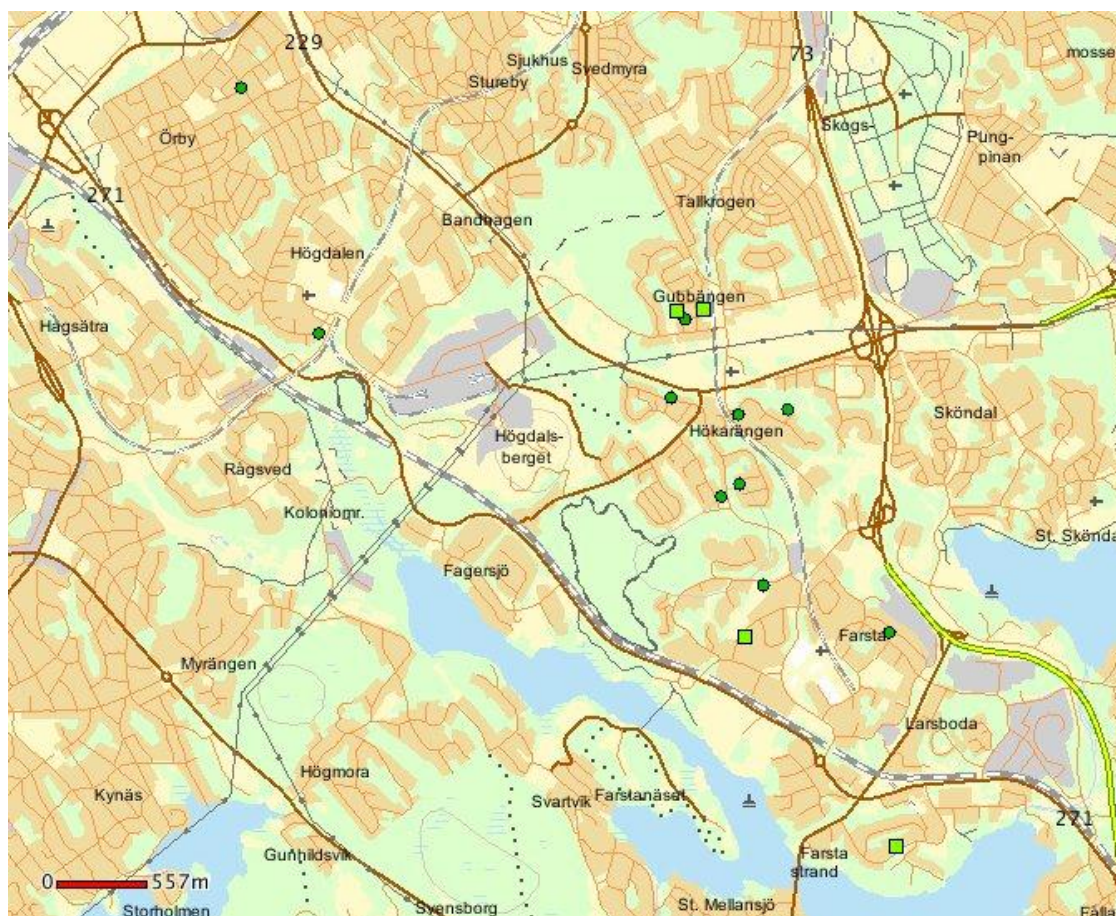 229
Sjukhus
Svedmyra
Stureby
73
mosse
Örby
Skogs-
Pung-
pinan
271
Bandhagen
Tallkrogen
Högdalen
Gubbängen
Hagsätra
Sköndal
Hökarängen
Högdals-
berget
Rågsved
Koloniomr.
St. Sköndal
Fagersjö
Farsta
Myrängen
Larsboda
Högmora
Kynäs
Svartvik
Farstanäset
271
Gunhildsvik
Farsta
strand
0 557m
Storholmen
Svensborg
St. Mellansjö